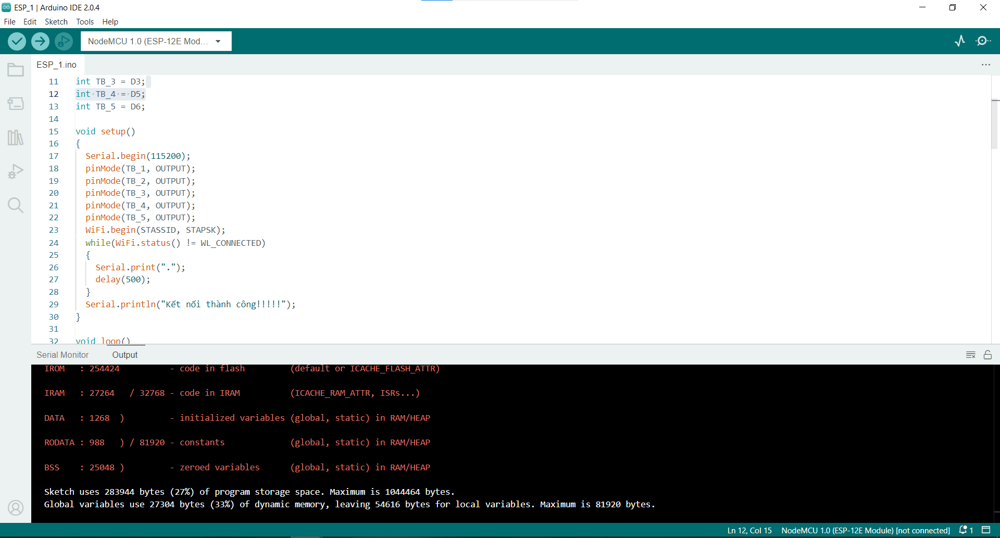 ESP_1 | Arduino IDE 2.0.4
File Edit Sketch Tools Help
NodeMCU 1.0 (ESP-12E Mod...
ESP_1.ino
11 int TB_3 = D3;
12 int TB_4 = D5;
13 int TB_5 = D6;
14
15 void setup()
16 {
17 Serial.begin(115200);
18 pinMode(TB_1, OUTPUT);
19 pinMode(TB_2, OUTPUT);
20 pinMode(TB_3, OUTPUT);
21 pinMode(TB_4, OUTPUT);
22 pinMode(TB_5, OUTPUT);
23 WiFi.begin(STASSID, STAPSK);
24 while(WiFi.status() != WL_CONNECTED)
25 {
26 Serial.print(".");
27 delay(500);
28 }
29 Serial.println("Kết nối thành công!!!!!");
30 }
31
32 void loop()
Serial Monitor Output
IROM : 254424 - code in flash (default or ICACHE_FLASH_ATTR)
IRAM : 27264 / 32768 - code in IRAM (ICACHE_RAM_ATTR, ISRs...)
DATA : 1268 ) - initialized variables (global, static) in RAM/HEAP
RODATA : 988 ) / 81920 - constants (global, static) in RAM/HEAP
BSS : 25048 ) - zeroed variables (global, static) in RAM/HEAP
Sketch uses 283944 bytes (27%) of program storage space. Maximum is 1044464 bytes.
Global variables use 27304 bytes (33%) of dynamic memory, leaving 54616 bytes for local variables. Maximum is 81920 bytes.
Ln 12, Col 15 NodeMCU 1.0 (ESP-12E Module) [not connected] 1